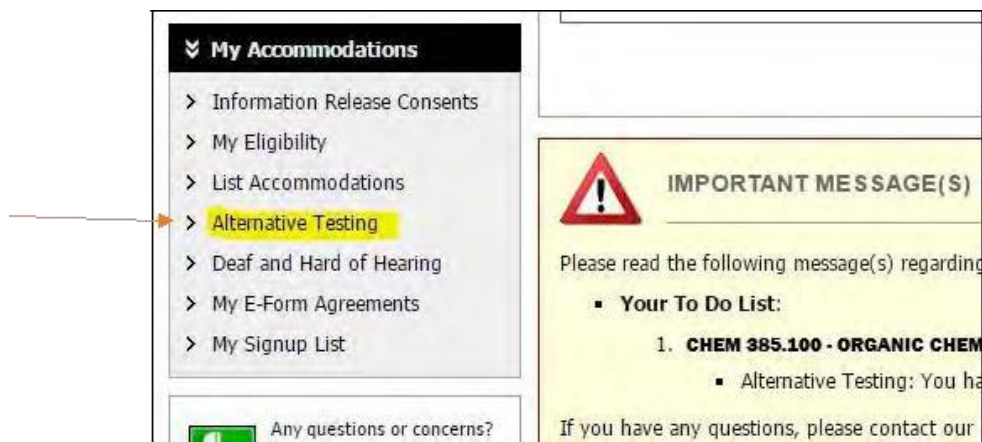 My Accommodations
Information Release Consents
My Eligibility
List Accommodations
Alternative Testing
Deaf and Hard of Hearing
My E-Form Agreements
My Signup List
Any questions or concerns?
IMPORTANT MESSAGE(S)
Please read the following message(s) regarding
Your To Do List:
1. CHEM 385.100 - ORGANIC CHEM
Alternative Testing: You ha
If you have any questions, please contact our